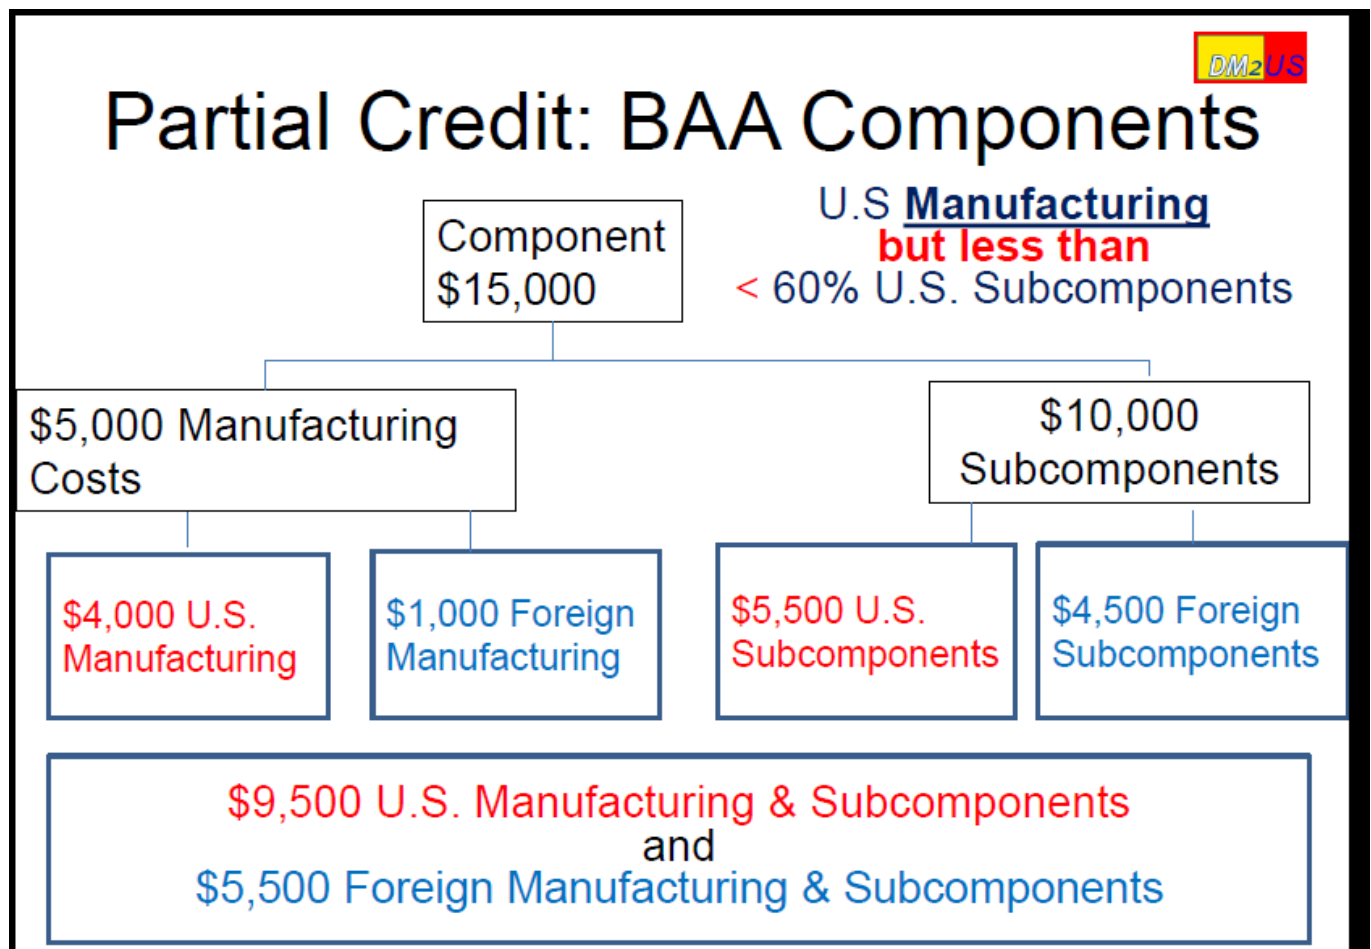 DM2US
Partial Credit: BAA Components
U.S Manufacturing
but less than
< 60% U.S. Subcomponents
Component
$15,000
$5,000 Manufacturing
Costs
$10,000
Subcomponents
$4,000 U.S.
Manufacturing
$1,000 Foreign
Manufacturing
$5,500 U.S.
Subcomponents
$4,500 Foreign
Subcomponents
$9,500 U.S. Manufacturing & Subcomponents
and
$5,500 Foreign Manufacturing & Subcomponents